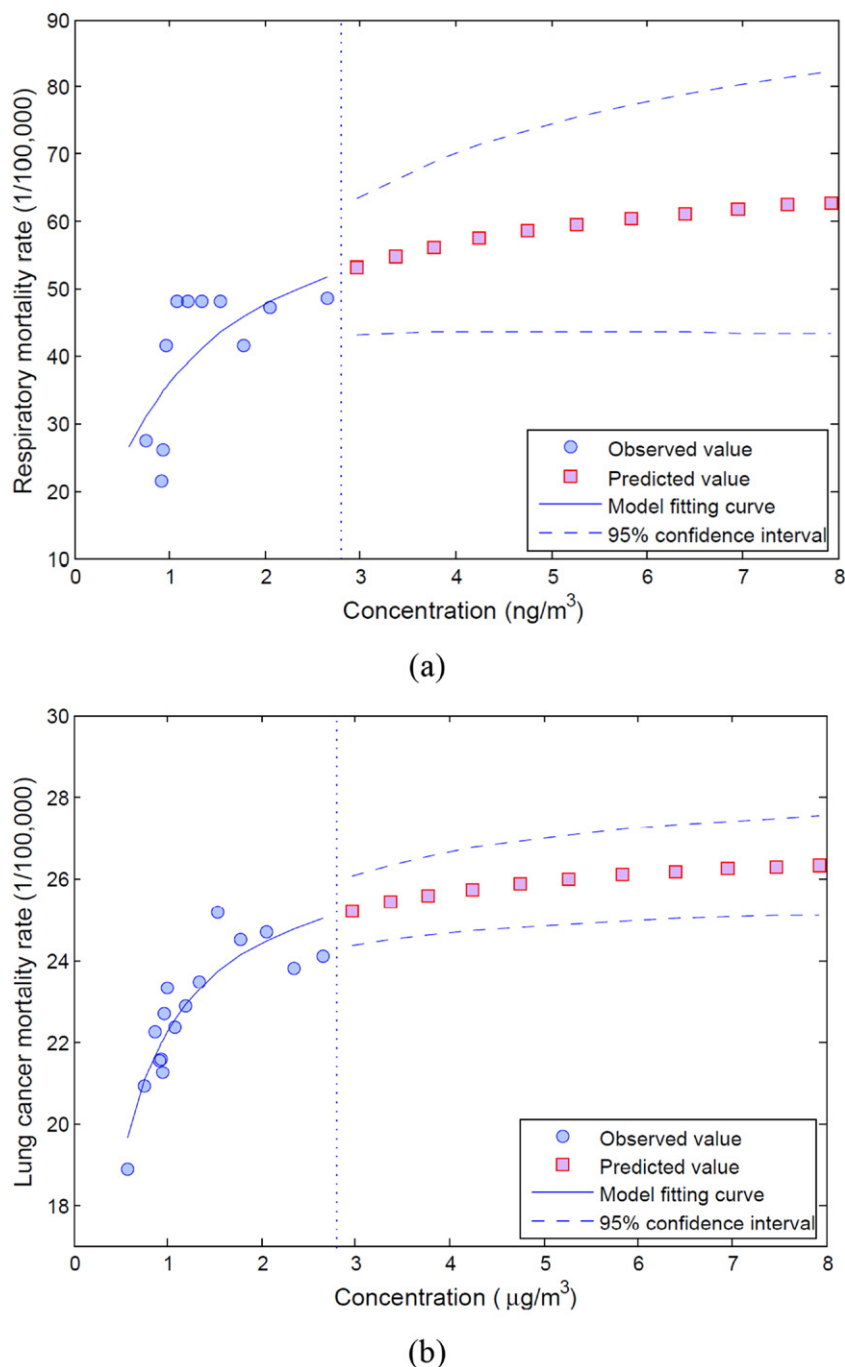 90
80
70
60
50
40
30
20
10
Respiratory mortality rate (1/100,000)
Observed value
Predicted value
Model fitting curve
95% confidence interval
0 1 2 3 4 5 6 7 8
Concentration (ng/m³)
(a)
30
28
26
24
22
20
18
Lung cancer mortality rate (1/100,000)
Observed value
Predicted value
Model fitting curve
95% confidence interval
0 1 2 3 4 5 6 7 8
Concentration ( μg/m³)
(b)